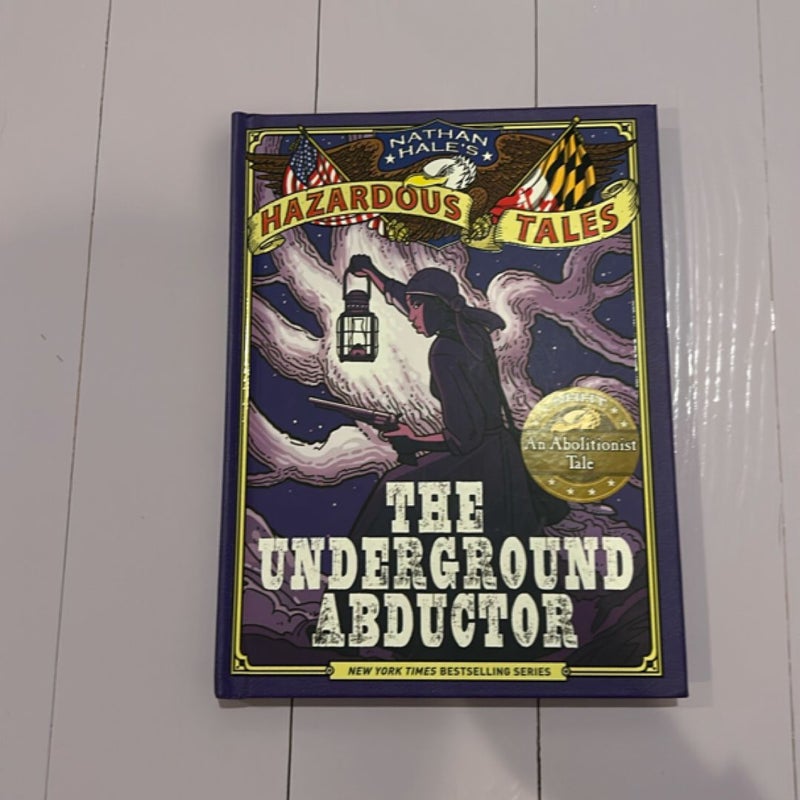 NATHAN
HALE'S
HAZARDOUS
TALES
An Abolitionist
Tale
THE
UNDERGROUND
ABDUCTOR
NEW YORK TIMES BESTSELLING SERIES